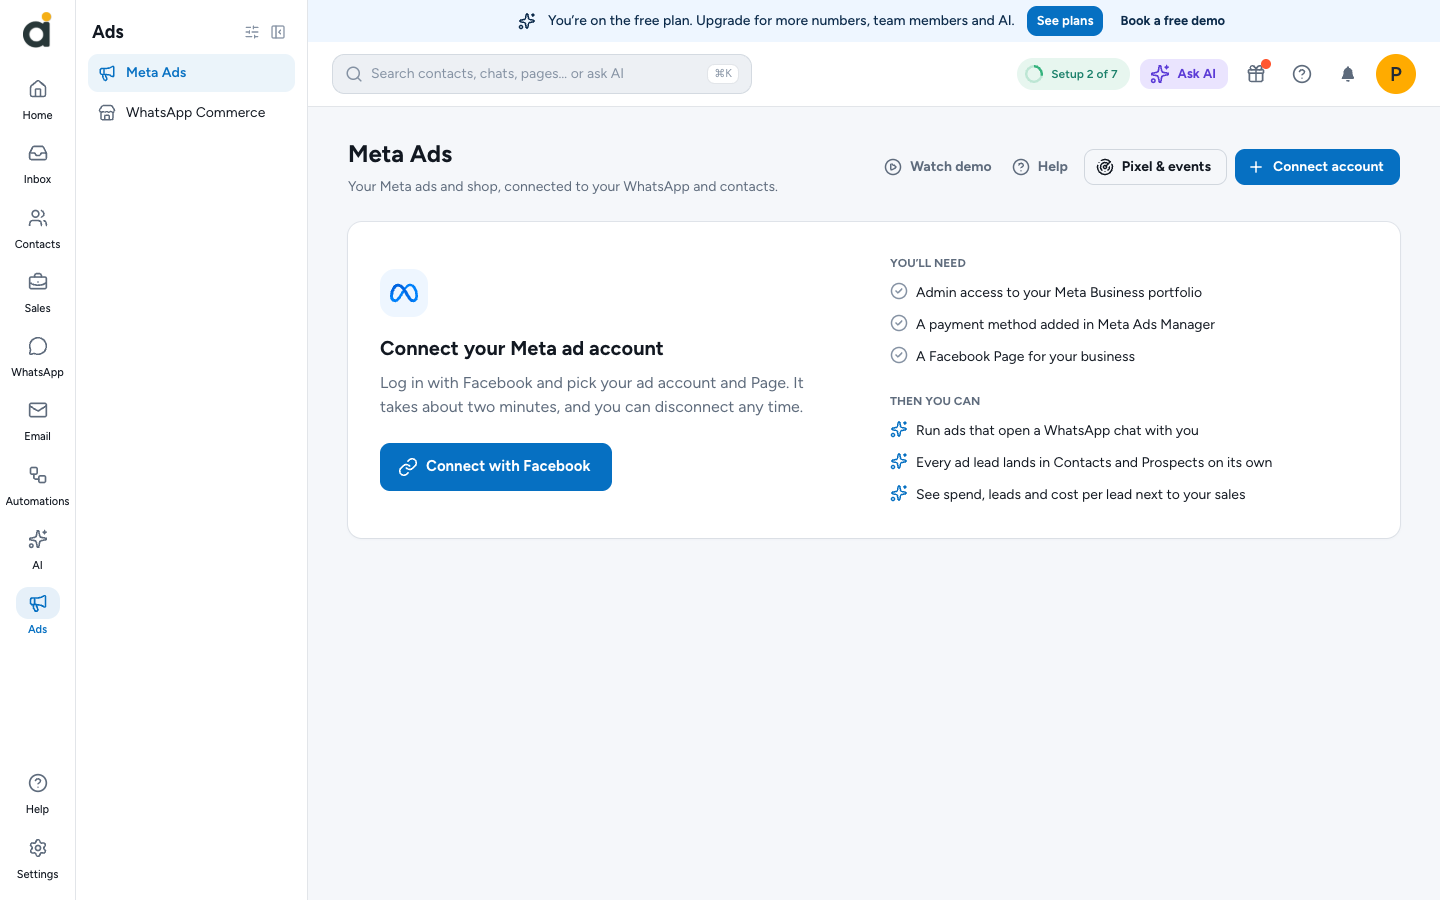 You're on the free plan. Upgrade for more numbers, team members and AI.
See plans
Book a free demo
Ads
Meta Ads
WhatsApp Commerce
Home
Inbox
Contacts
Sales
WhatsApp
Email
Automations
AI
Ads
Help
Settings
Search contacts, chats, pages... or ask AI
⌘K
Setup 2 of 7
Ask AI
P
Meta Ads
Your Meta ads and shop, connected to your WhatsApp and contacts.
Watch demo
Help
Pixel & events
Connect account
Connect your Meta ad account
Log in with Facebook and pick your ad account and Page. It
takes about two minutes, and you can disconnect any time.
Connect with Facebook
YOU'LL NEED
Admin access to your Meta Business portfolio
A payment method added in Meta Ads Manager
A Facebook Page for your business
THEN YOU CAN
Run ads that open a WhatsApp chat with you
Every ad lead lands in Contacts and Prospects on its own
See spend, leads and cost per lead next to your sales